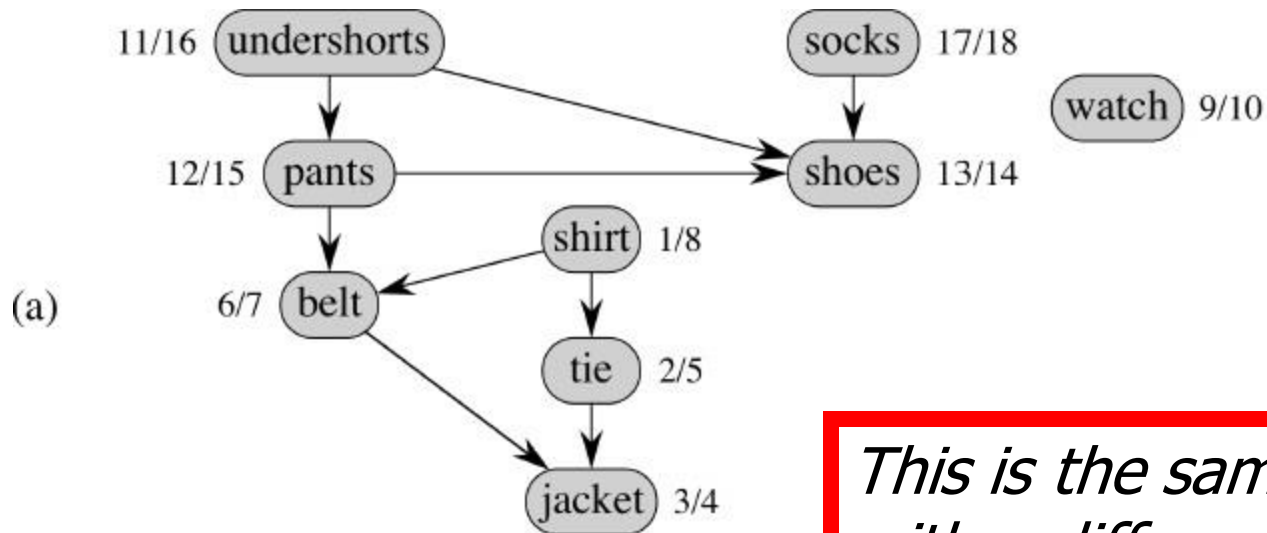 11/16 undershorts socks 17/18
watch 9/10
12/15 pants shoes 13/14
shirt 1/8
(a) 6/7 belt
tie 2/5
jacket 3/4
This is the sam